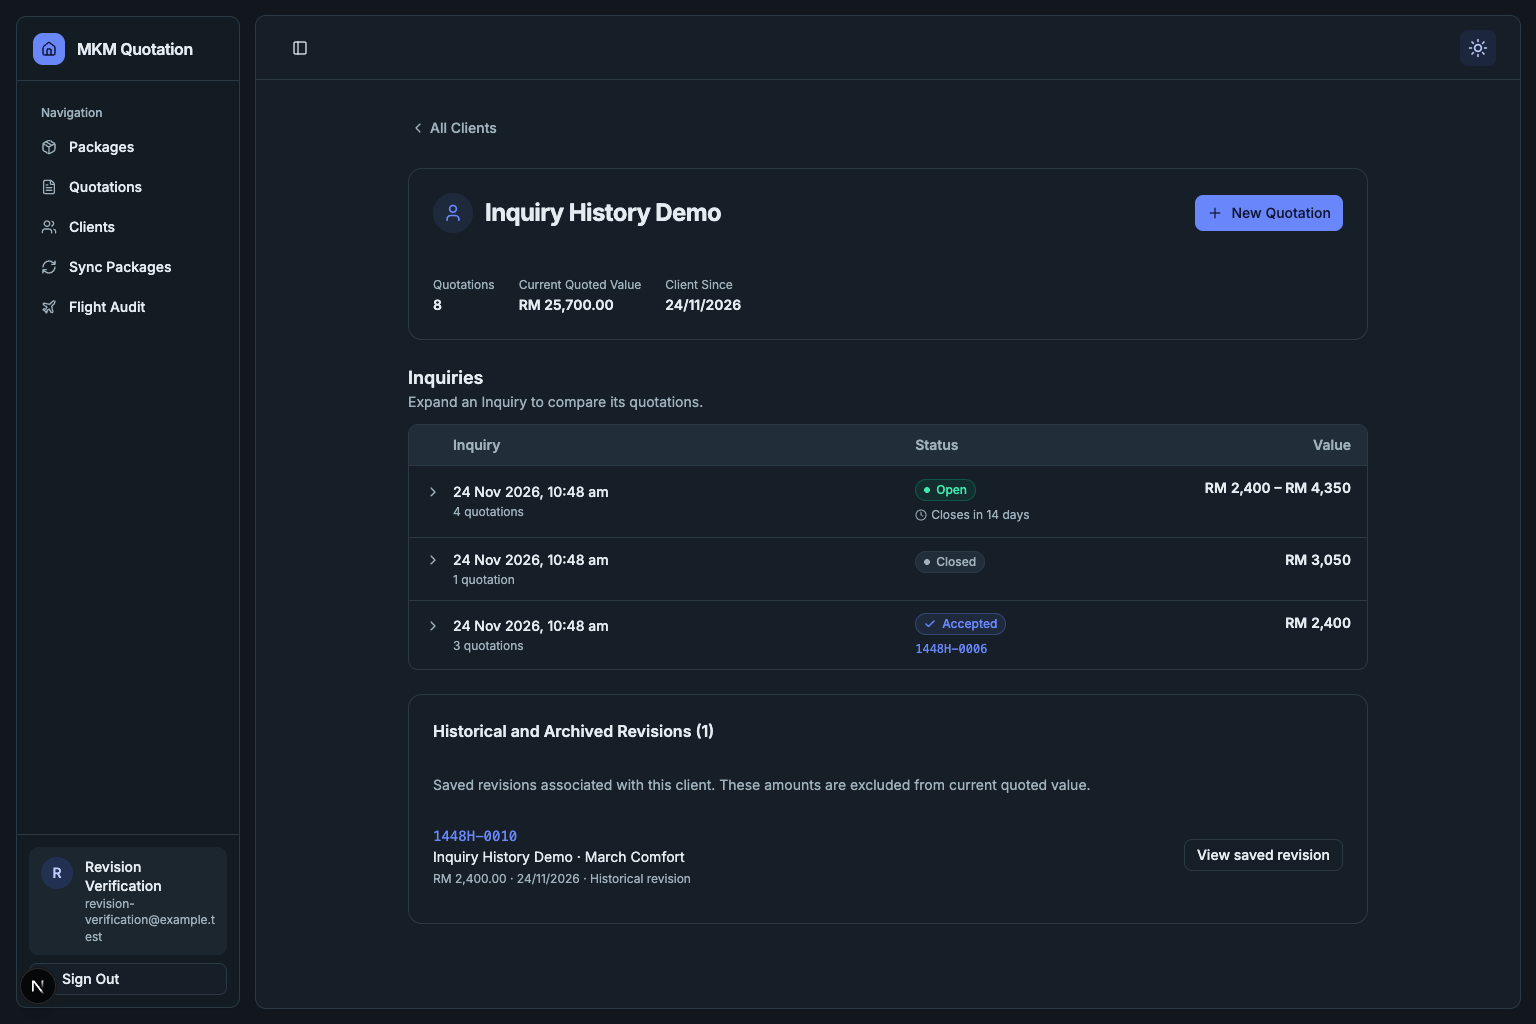 MKM Quotation
Navigation
Packages
Quotations
Clients
Sync Packages
Flight Audit
R
Revision
Verification
revision-
verification@example.t
est
N
Sign Out
All Clients
Inquiry History Demo
New Quotation
Quotations
8
Current Quoted Value
RM 25,700.00
Client Since
24/11/2026
Inquiries
Expand an Inquiry to compare its quotations.
Inquiry Status Value
24 Nov 2026, 10:48 am
4 quotations
Open
Closes in 14 days
RM 2,400 – RM 4,350
24 Nov 2026, 10:48 am
1 quotation
Closed
RM 3,050
24 Nov 2026, 10:48 am
3 quotations
Accepted
1448H-0006
RM 2,400
Historical and Archived Revisions (1)
Saved revisions associated with this client. These amounts are excluded from current quoted value.
1448H-0010
Inquiry History Demo · March Comfort
RM 2,400.00 · 24/11/2026 · Historical revision
View saved revision